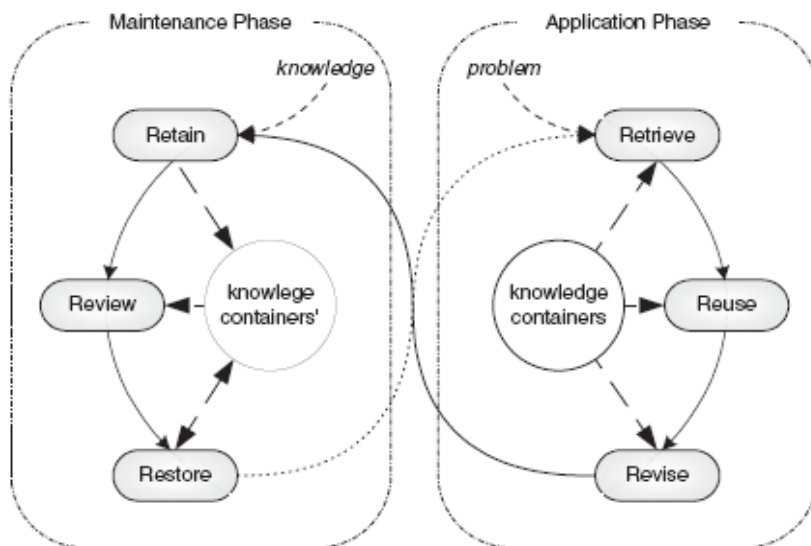 Maintenance Phase
Application Phase
knowledge
problem
Retain
Retrieve
Review
knowlege
containers'
knowledge
containers
Reuse
Restore
Revise